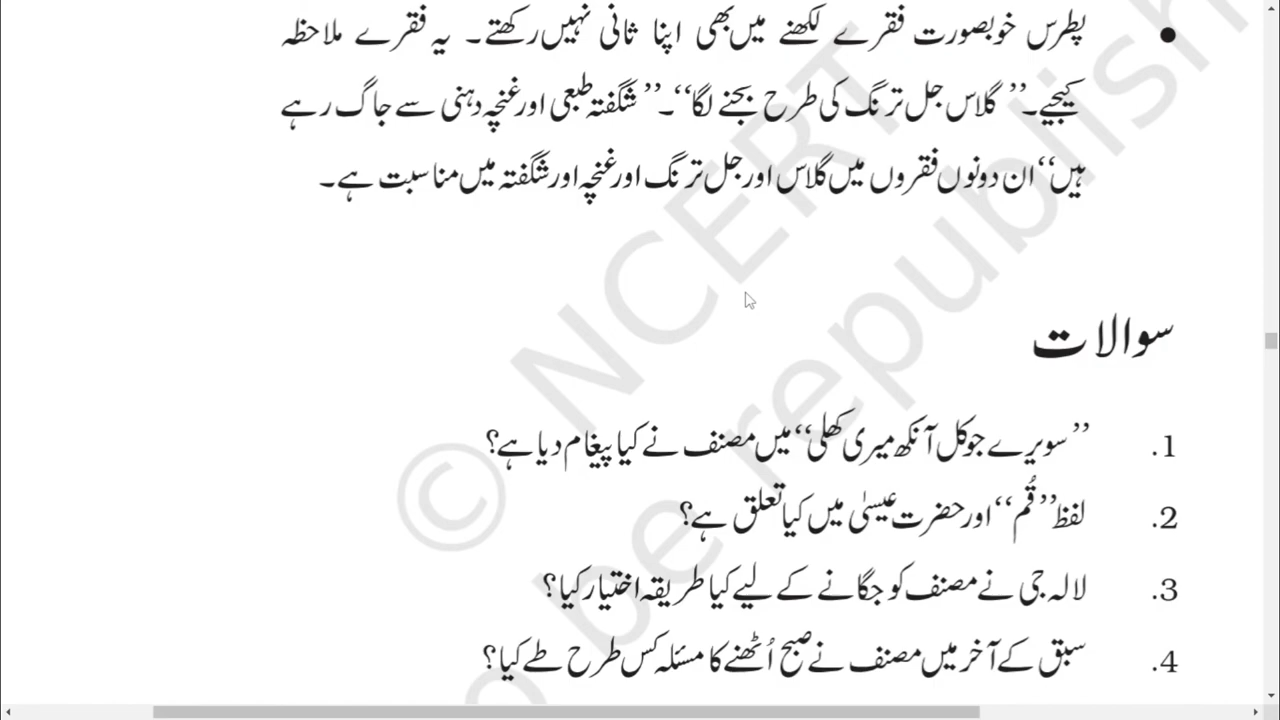 ● پطرس خوبصورت فقرے لکھنے میں بھی اپنا ثانی نہیں رکھتے۔ یہ فقرے ملاحظہ
کیجیے۔ ”گلاس جل ترنگ کی طرح بجنے لگا“۔ ”شگفتہ طبعی اور غنچہ دہنی سے جاگ رہے
ہیں“ ان دونوں فقروں میں گلاس اور جل ترنگ اور غنچہ اور شگفتہ میں مناسبت ہے۔
سوالات
1. ”سویرے جو کل آنکھ میری کھلی“ میں مصنف نے کیا پیغام دیا ہے؟
2. لفظ ”قُم“ اور حضرت عیسیٰ میں کیا تعلق ہے؟
3. لالہ جی نے مصنف کو جگانے کے لیے کیا طریقہ اختیار کیا؟
4. سبق کے آخر میں مصنف نے صبح اُٹھنے کا مسئلہ کس طرح طے کیا؟
© NCERT
be republish